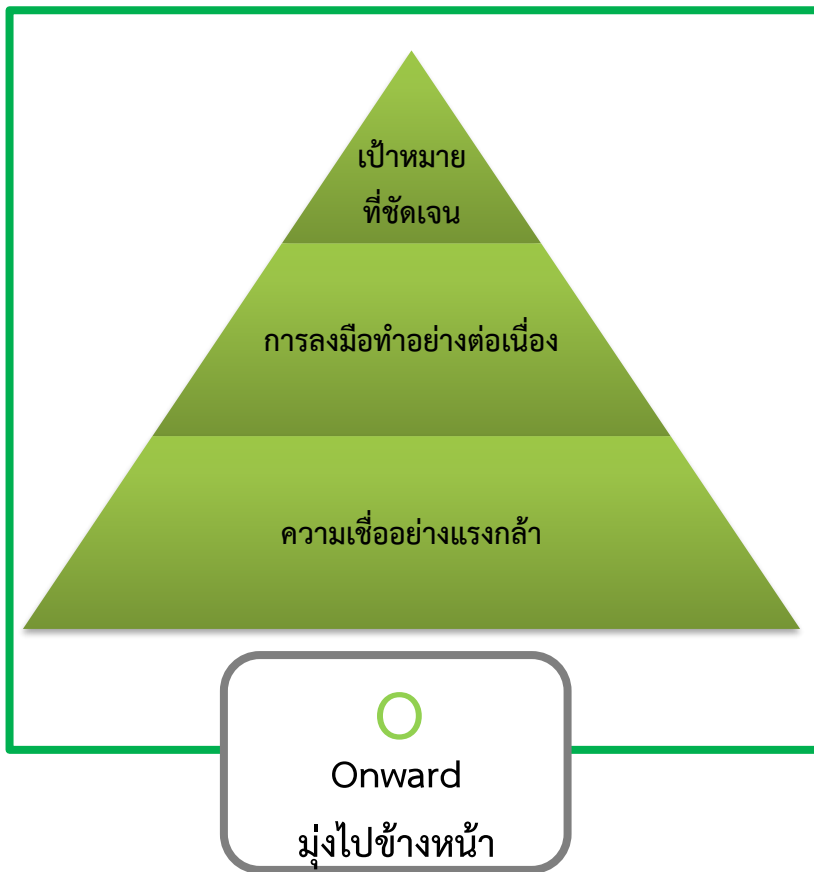 เป้าหมาย
ที่ชัดเจน
การลงมือทำอย่างต่อเนื่อง
ความเชื่ออย่างแรงกล้า
O
Onward
มุ่งไปข้างหน้า